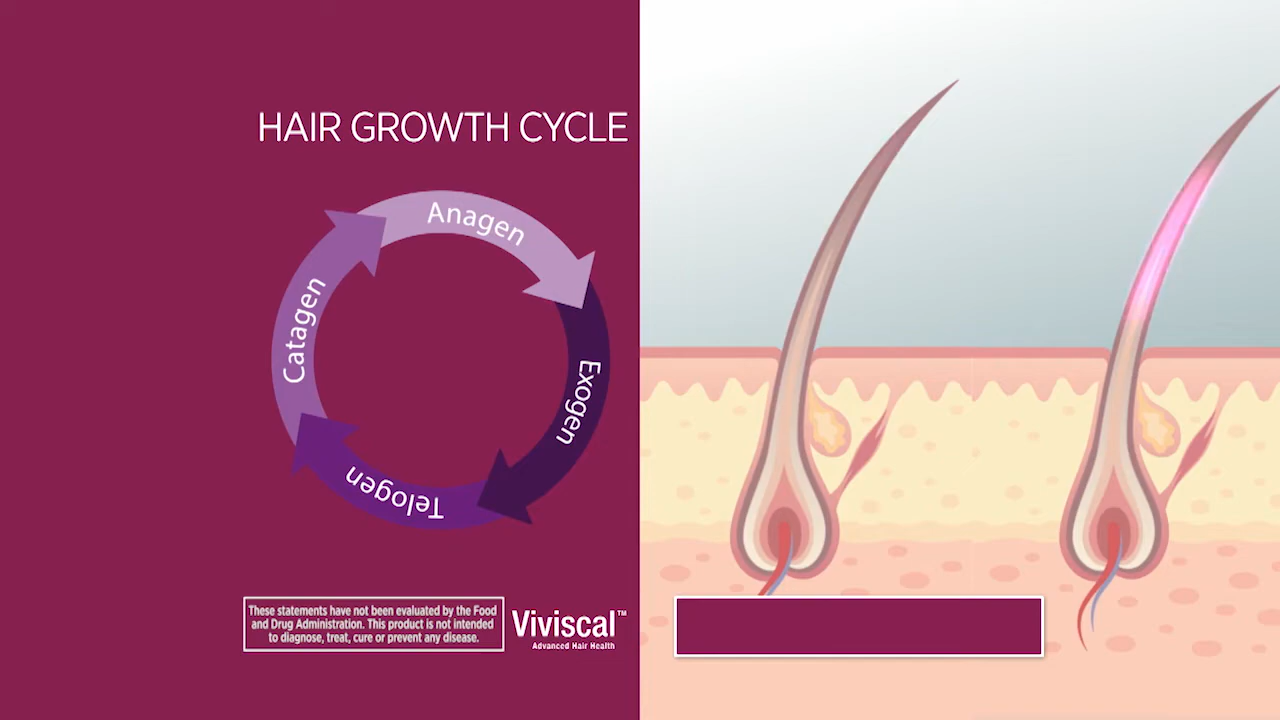 HAIR GROWTH CYCLE
Anagen
Exogen
Telogen
Catagen
These statements have not been evaluated by the Food
and Drug Administration. This product is not intended
to diagnose, treat, cure or prevent any disease.
Viviscal™
Advanced Hair Health